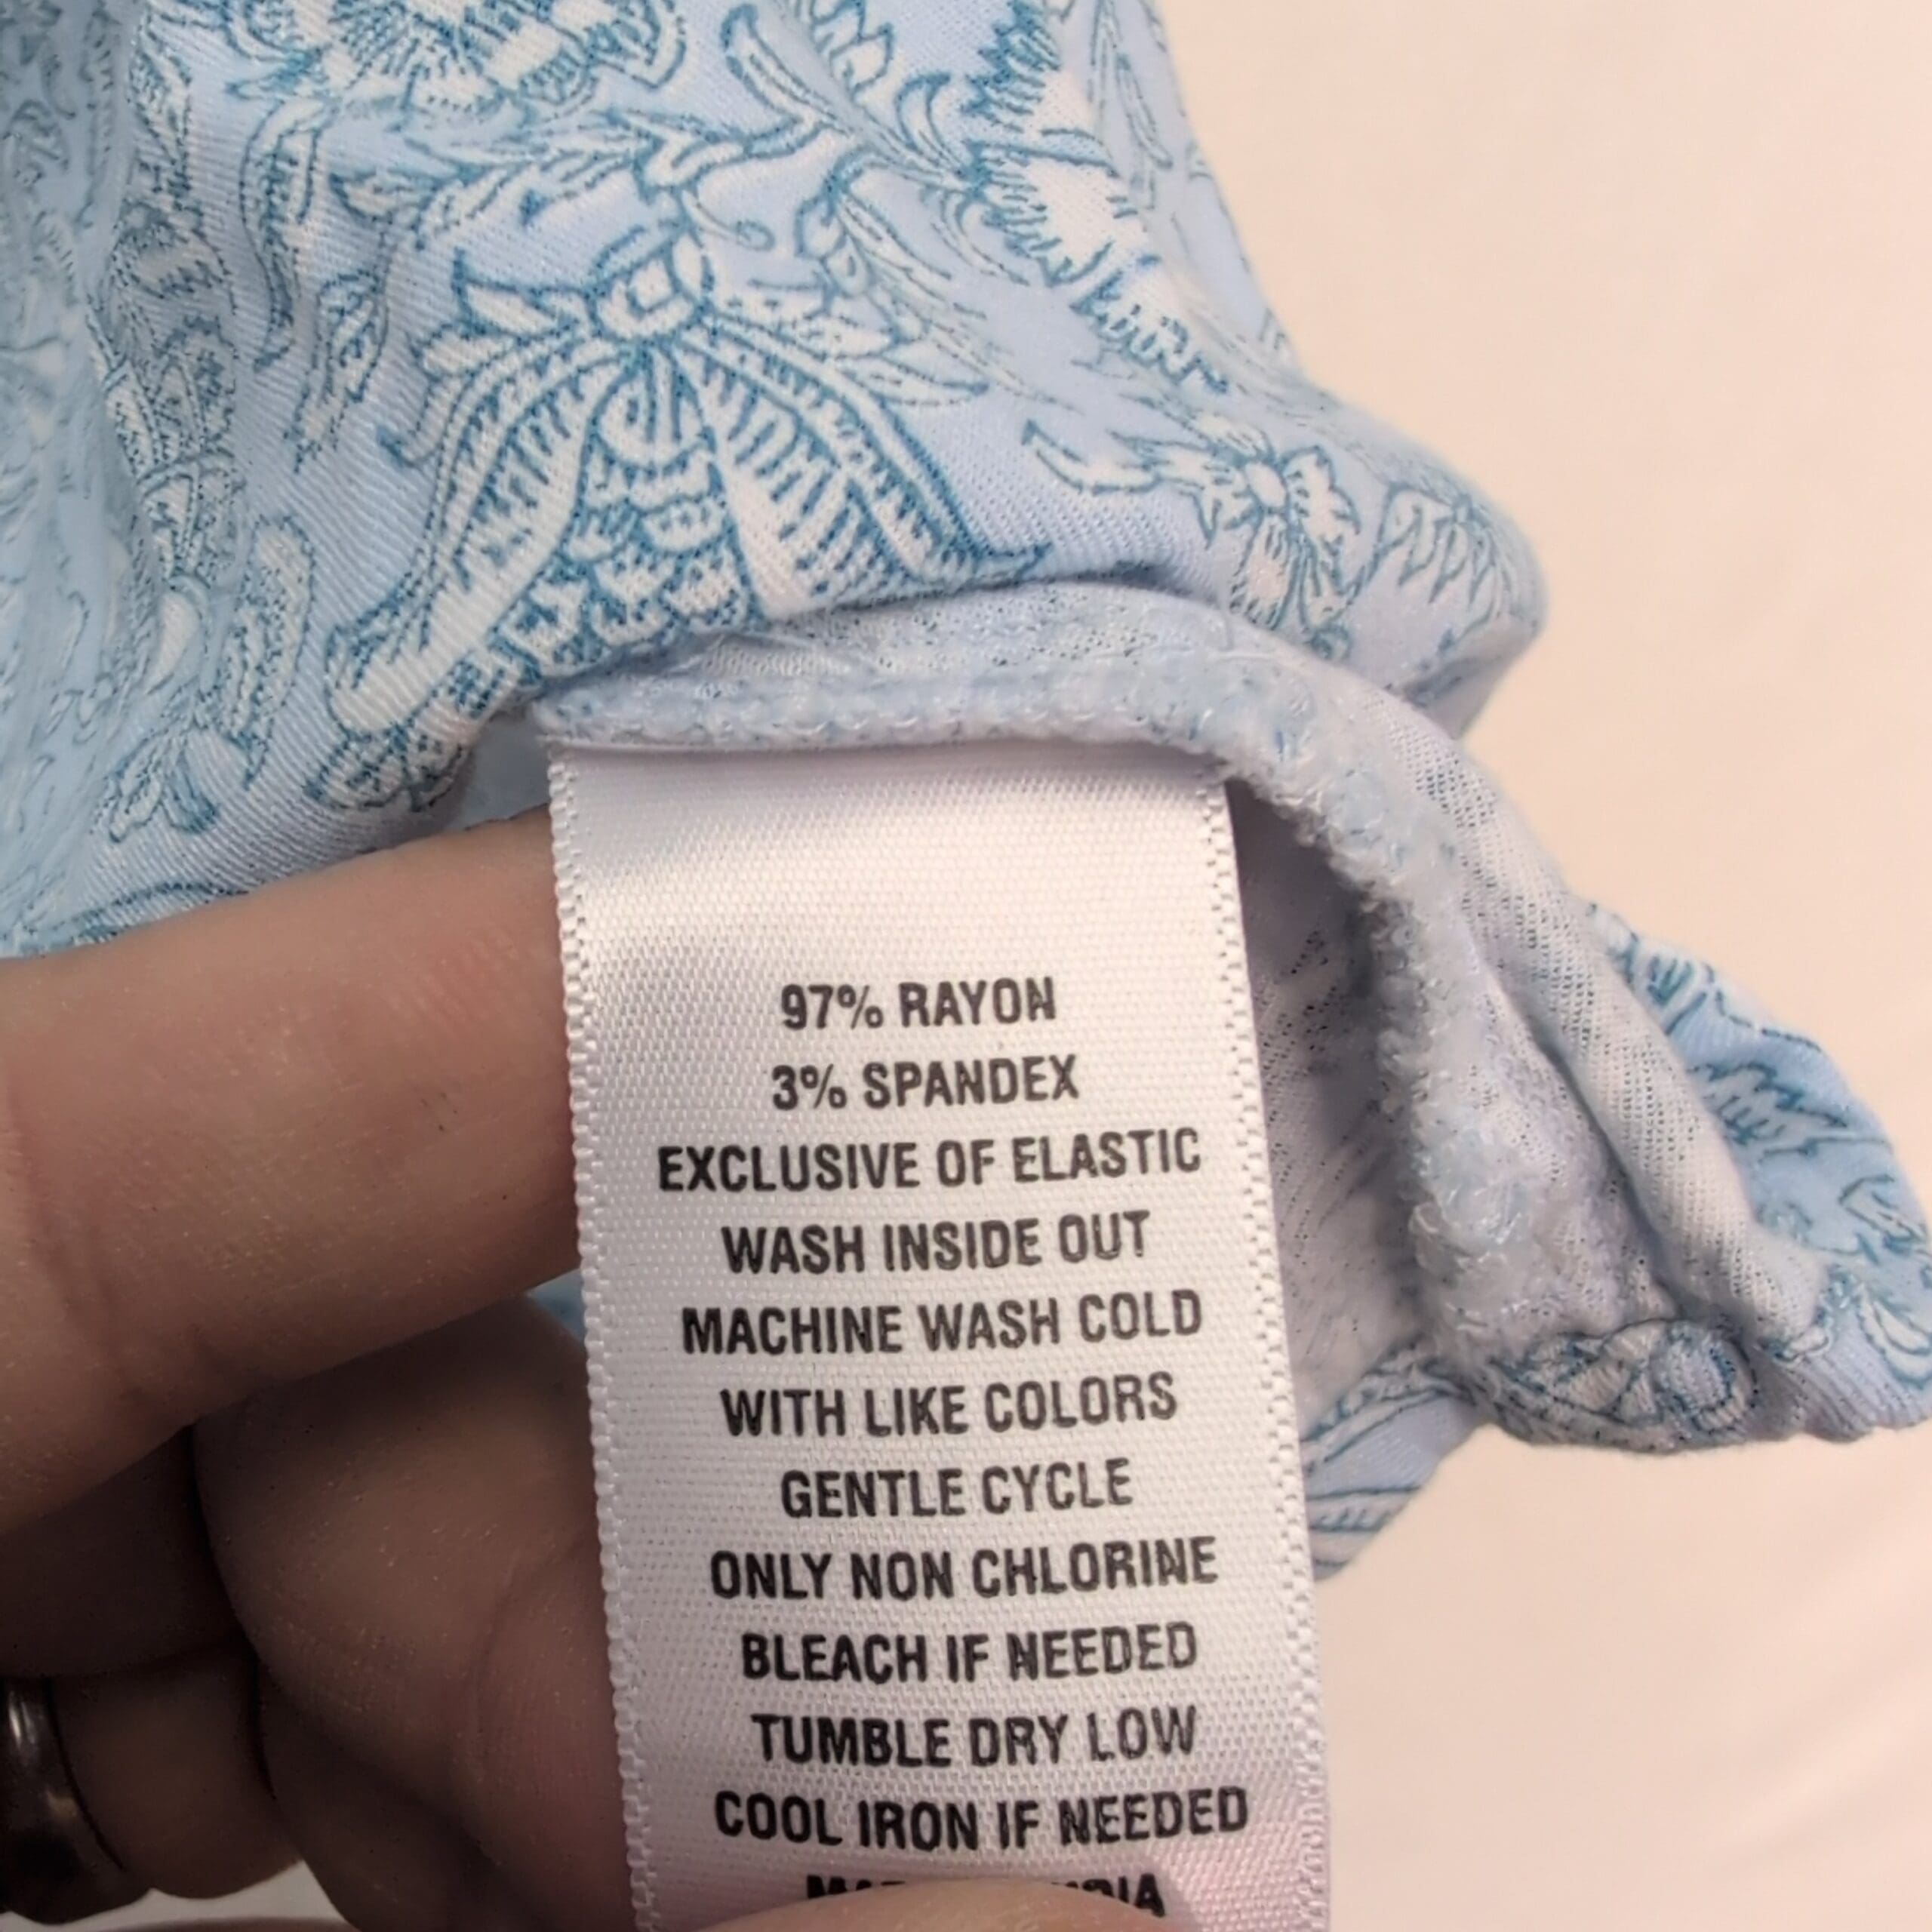 97% RAYON
3% SPANDEX
EXCLUSIVE OF ELASTIC
WASH INSIDE OUT
MACHINE WASH COLD
WITH LIKE COLORS
GENTLE CYCLE
ONLY NON CHLORINE
BLEACH IF NEEDED
TUMBLE DRY LOW
COOL IRON IF NEEDED